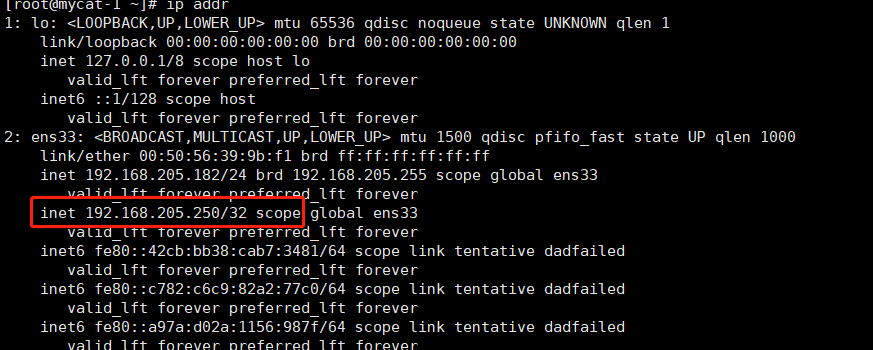 [root@mycat-1 ~]# ip addr
1: lo: <LOOPBACK,UP,LOWER_UP> mtu 65536 qdisc noqueue state UNKNOWN qlen 1
link/loopback 00:00:00:00:00:00 brd 00:00:00:00:00:00
inet 127.0.0.1/8 scope host lo
valid_lft forever preferred_lft forever
inet6 ::1/128 scope host
valid_lft forever preferred_lft forever
2: ens33: <BROADCAST,MULTICAST,UP,LOWER_UP> mtu 1500 qdisc pfifo_fast state UP qlen 1000
link/ether 00:50:56:39:9b:f1 brd ff:ff:ff:ff:ff:ff
inet 192.168.205.182/24 brd 192.168.205.255 scope global ens33
valid_lft forever preferred_lft forever
inet 192.168.205.250/32 scope global ens33
valid_lft forever preferred_lft forever
inet6 fe80::42cb:bb38:cab7:3481/64 scope link tentative dadfailed
valid_lft forever preferred_lft forever
inet6 fe80::c782:c6c9:82a2:77c0/64 scope link tentative dadfailed
valid_lft forever preferred_lft forever
inet6 fe80::a97a:d02a:1156:987f/64 scope link tentative dadfailed
valid_lft forever preferred_lft forever